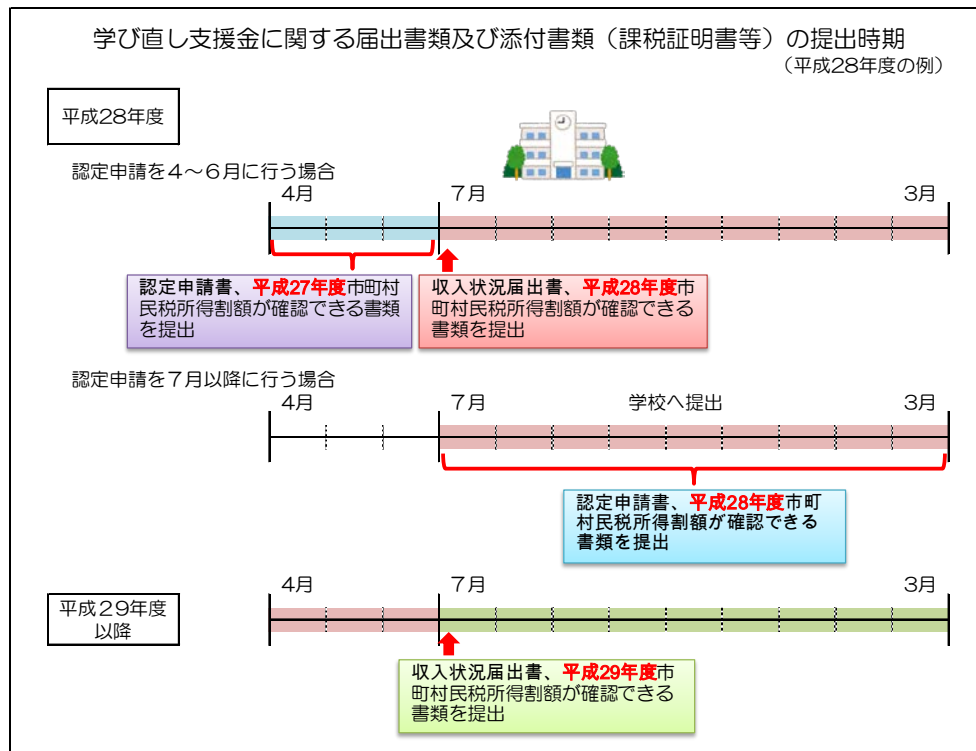 学び直し支援金に関する届出書類及び添付書類（課税証明書等）の提出時期
（平成28年度の例）
平成28年度
認定申請を４～６月に行う場合
４月
７月
３月
認定申請書、平成27年度市町村
民税所得割額が確認できる書類
を提出
収入状況届出書、平成28年度市
町村民税所得割額が確認できる
書類を提出
認定申請を７月以降に行う場合
４月
７月
学校へ提出
３月
認定申請書、平成28年度市町
村民税所得割額が確認できる
書類を提出
４月
７月
３月
平成２９年度
以降
収入状況届出書、平成29年度市
町村民税所得割額が確認できる
書類を提出